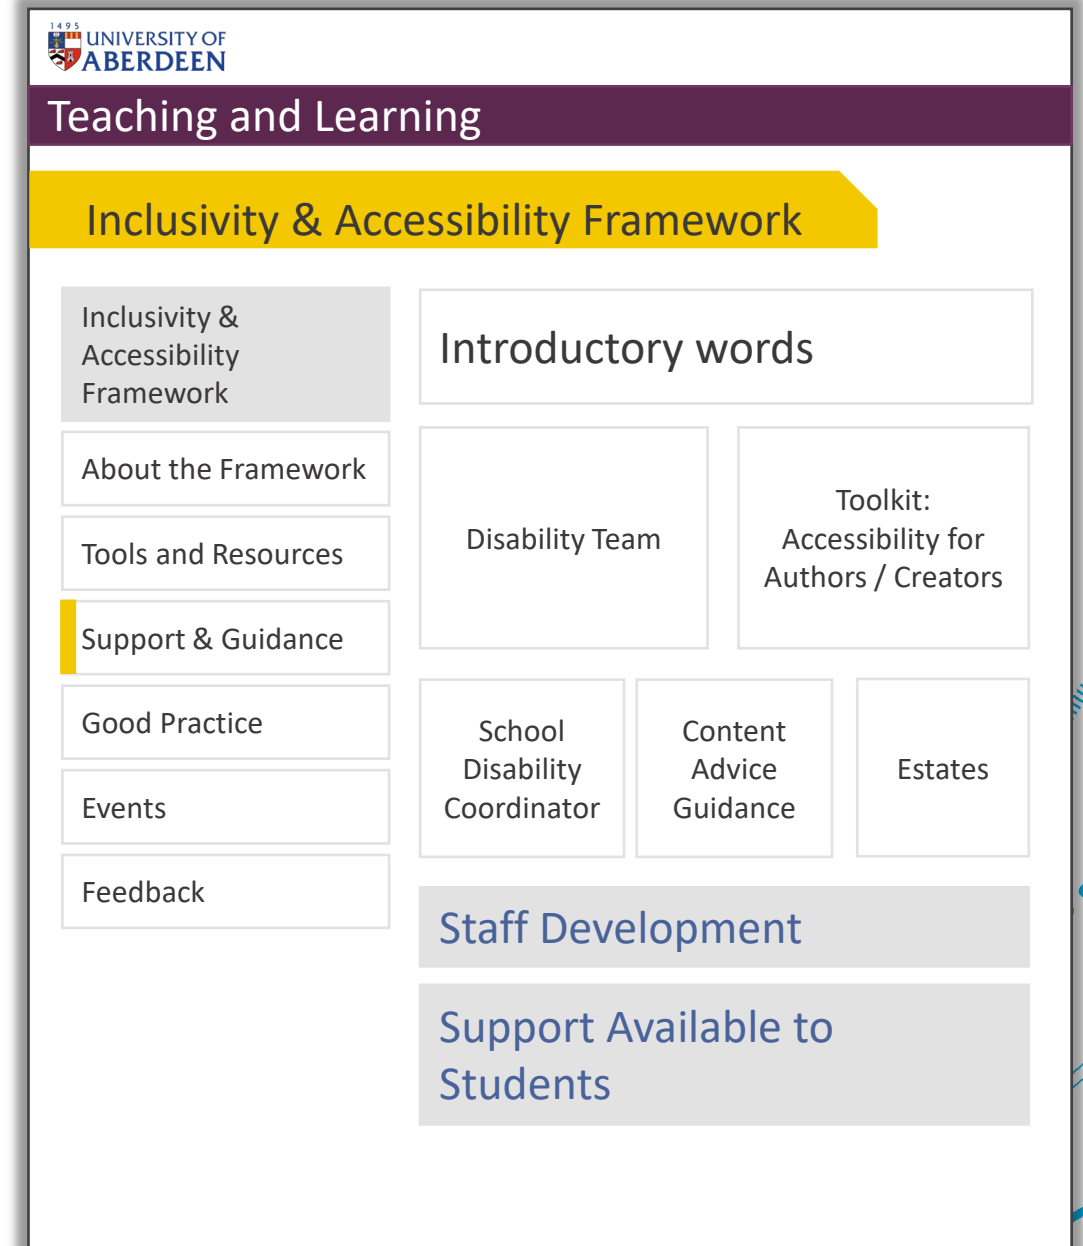 1495
UNIVERSITY OF
ABERDEEN
Teaching and Learning
Inclusivity & Accessibility Framework
Inclusivity &
Accessibility
Framework
About the Framework
Tools and Resources
Support & Guidance
Good Practice
Events
Feedback
Introductory words
Disability Team
Toolkit:
Accessibility for
Authors / Creators
School
Disability
Coordinator
Content
Advice
Guidance
Estates
Staff Development
Support Available to
Students